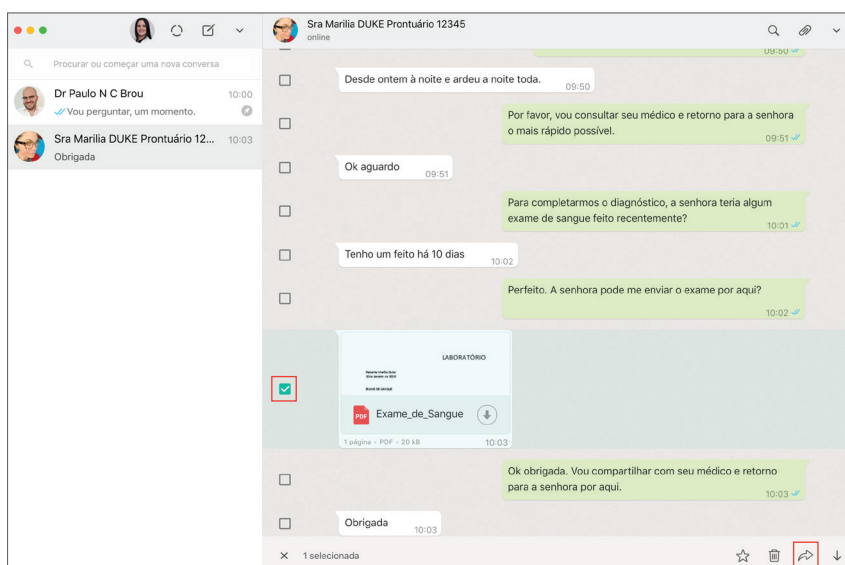 Sra Marilia DUKE Prontuário 12345
online
Procurar ou começar uma nova conversa
Dr Paulo N C Brou
10:00
Vou perguntar, um momento.
Sra Marilia DUKE Prontuário 12...
10:03
Obrigada
09:50
Desde ontem à noite e ardeu a noite toda.
09:50
Por favor, vou consultar seu médico e retorno para a senhora
o mais rápido possível.
09:51
Ok aguardo
09:51
Para completarmos o diagnóstico, a senhora teria algum
exame de sangue feito recentemente?
10:01
Tenho um feito há 10 dias
10:02
Perfeito. A senhora pode me enviar o exame por aqui?
10:02
LABORATÓRIO
PDF
Exame_de_Sangue
1 página • PDF • 20 kB
10:03
Ok obrigada. Vou compartilhar com seu médico e retorno
para a senhora por aqui.
10:03
Obrigada
10:03
1 selecionada